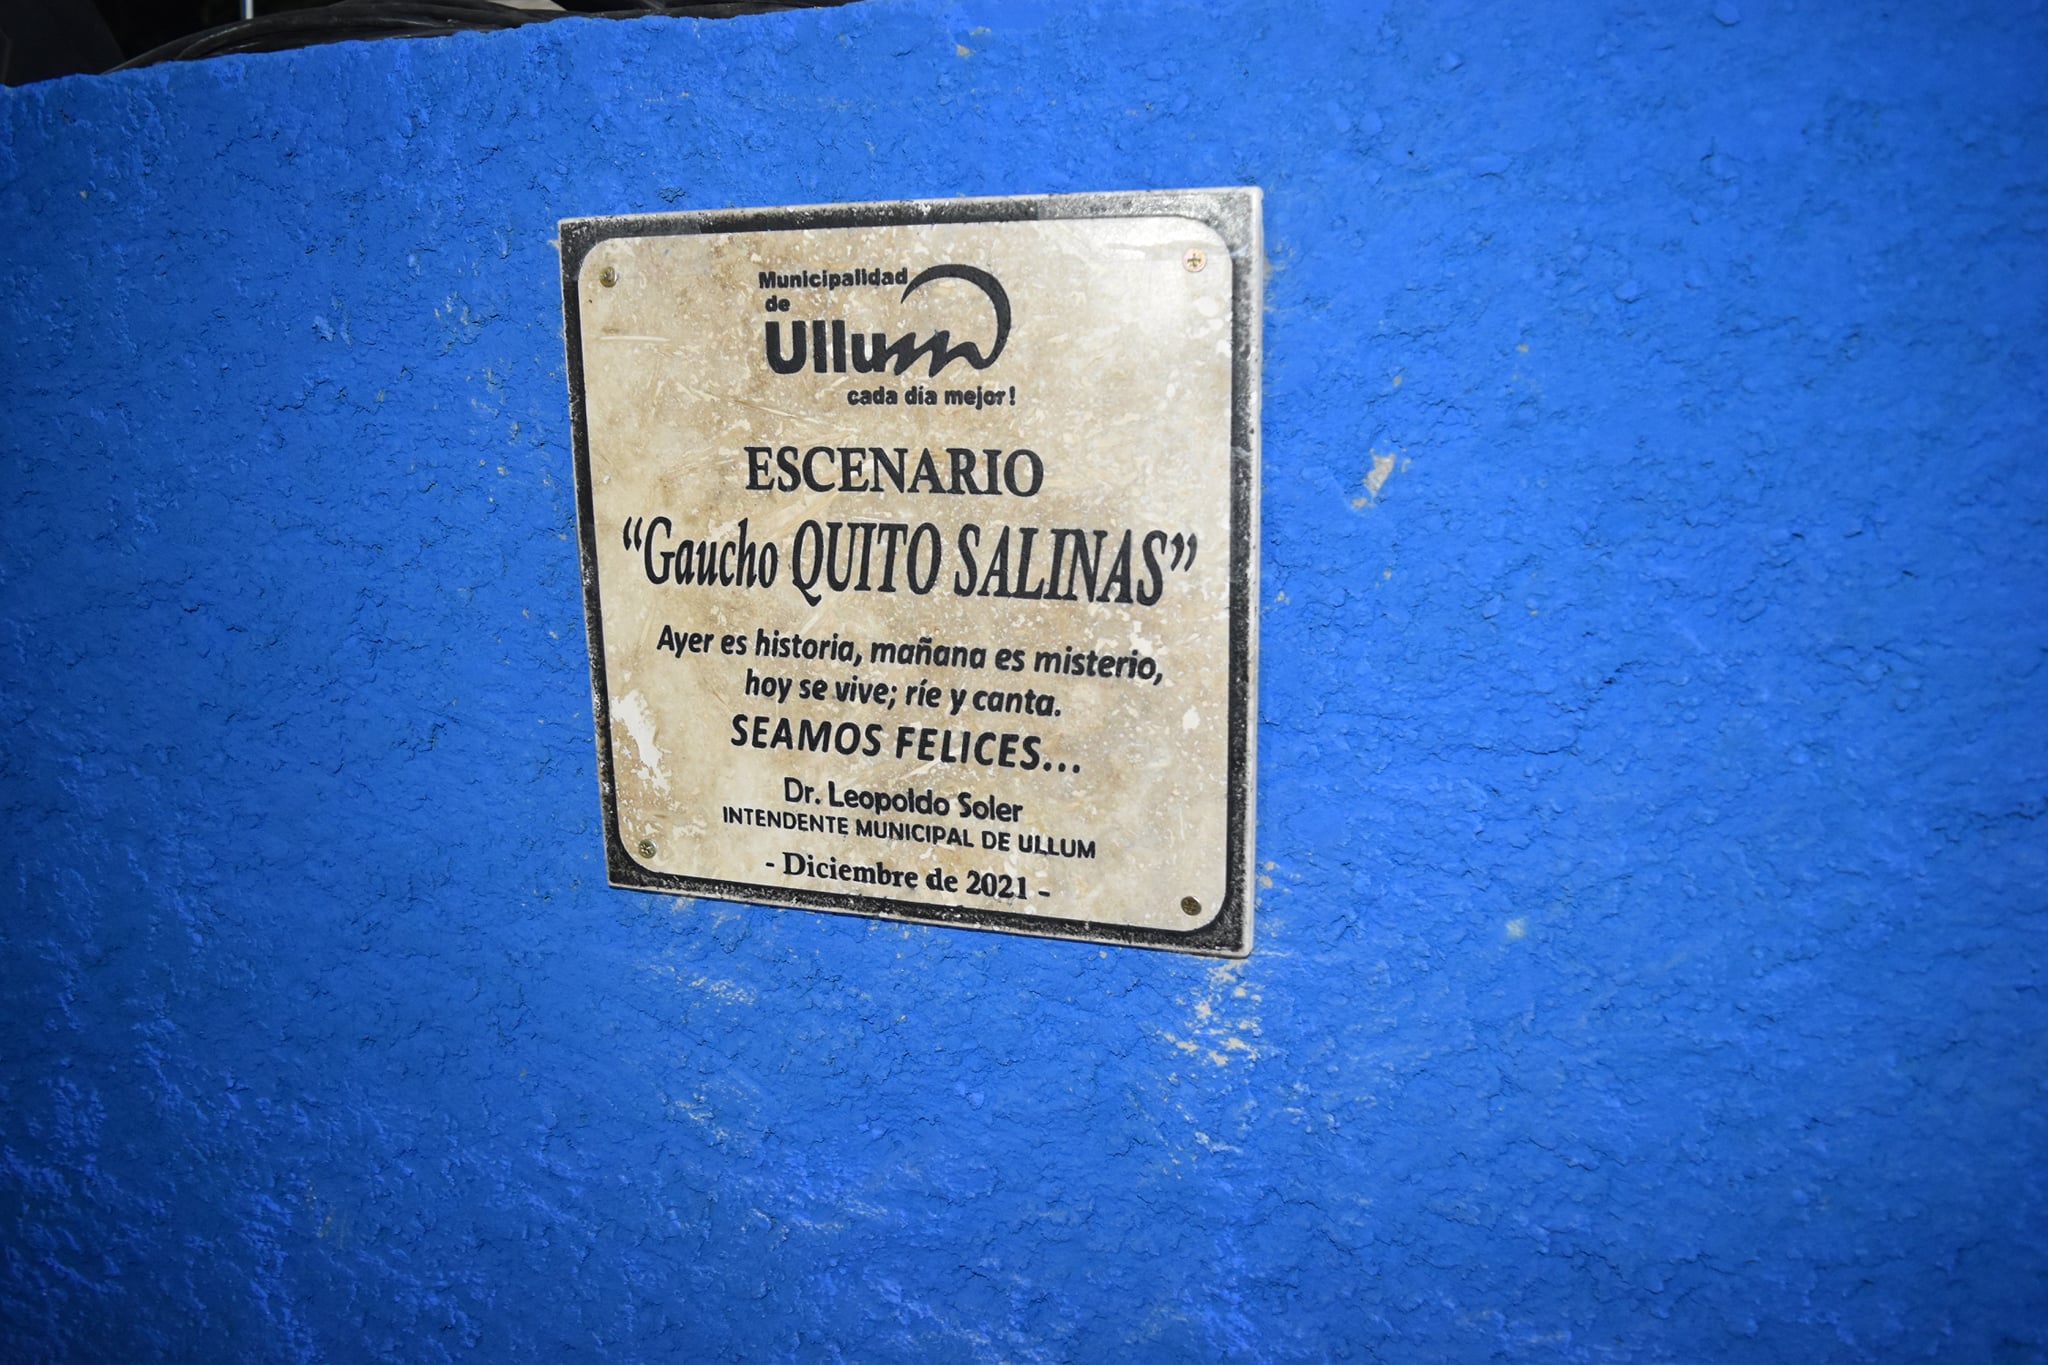 Municipalidad
de
Ullum
cada día mejor!
ESCENARIO
“Gaucho QUITO SALINAS”
Ayer es historia, mañana es misterio,
hoy se vive; ríe y canta.
SEAMOS FELICES...
Dr. Leopoldo Soler
INTENDENTE MUNICIPAL DE ULLUM
- Diciembre de 2021 -